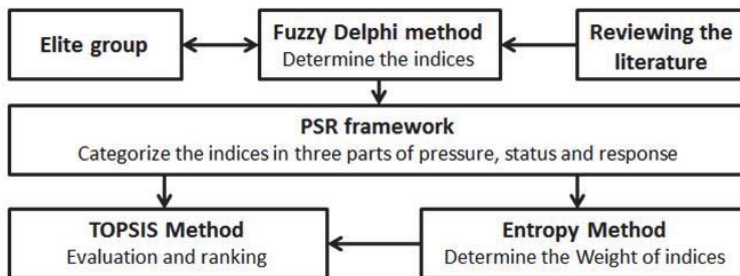 Elite group
Fuzzy Delphi method
Determine the indices
Reviewing the
literature
PSR framework
Categorize the indices in three parts of pressure, status and response
TOPSIS Method
Evaluation and ranking
Entropy Method
Determine the Weight of indices